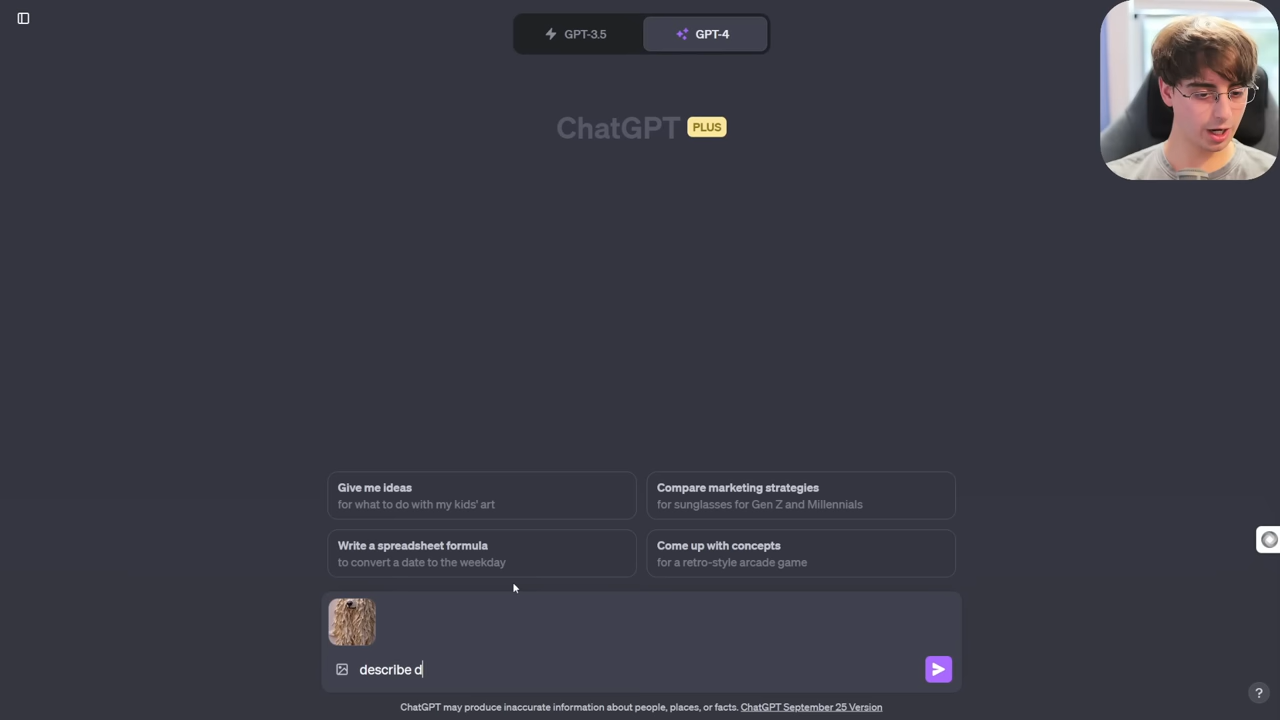 GPT-3.5
GPT-4
ChatGPT PLUS
Give me ideas
for what to do with my kids' art
Compare marketing strategies
for sunglasses for Gen Z and Millennials
Write a spreadsheet formula
to convert a date to the weekday
Come up with concepts
for a retro-style arcade game
describe d
ChatGPT may produce inaccurate information about people, places, or facts. ChatGPT September 25 Version
?